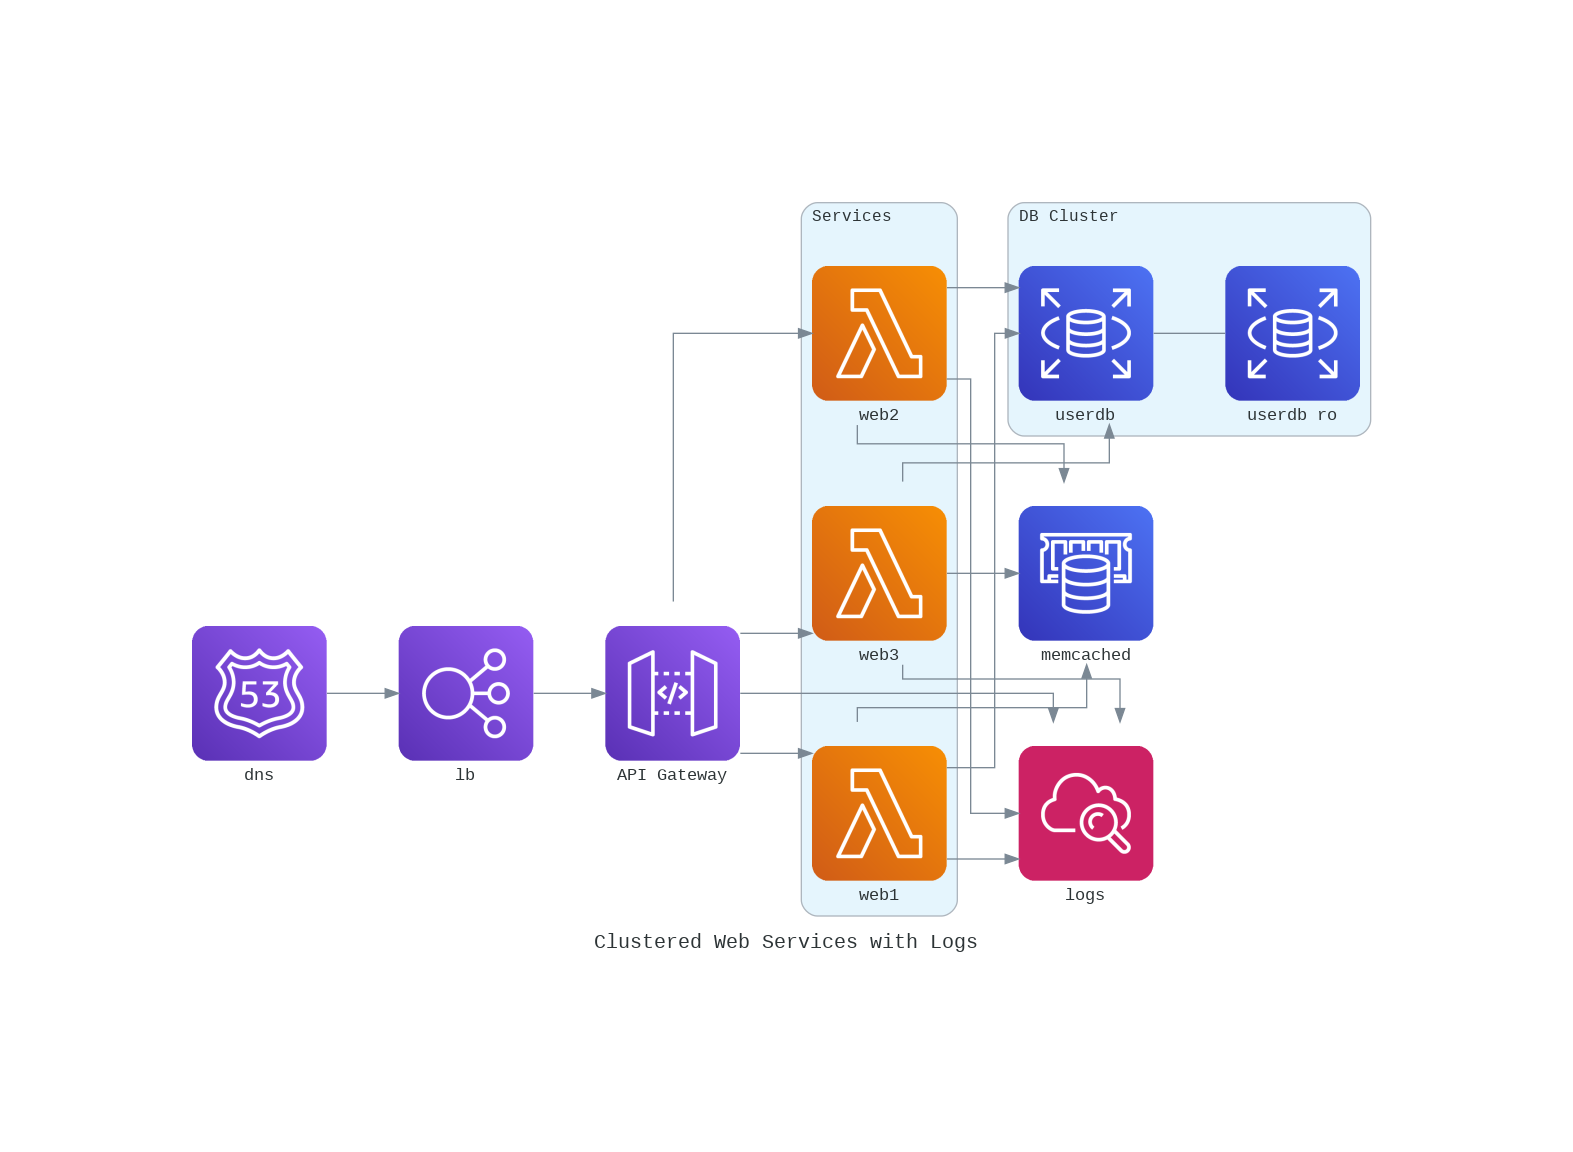 Services
DB Cluster
web2
userdb
userdb ro
web3
memcached
53
dns
lb
</>
API Gateway
web1
logs
Clustered Web Services with Logs